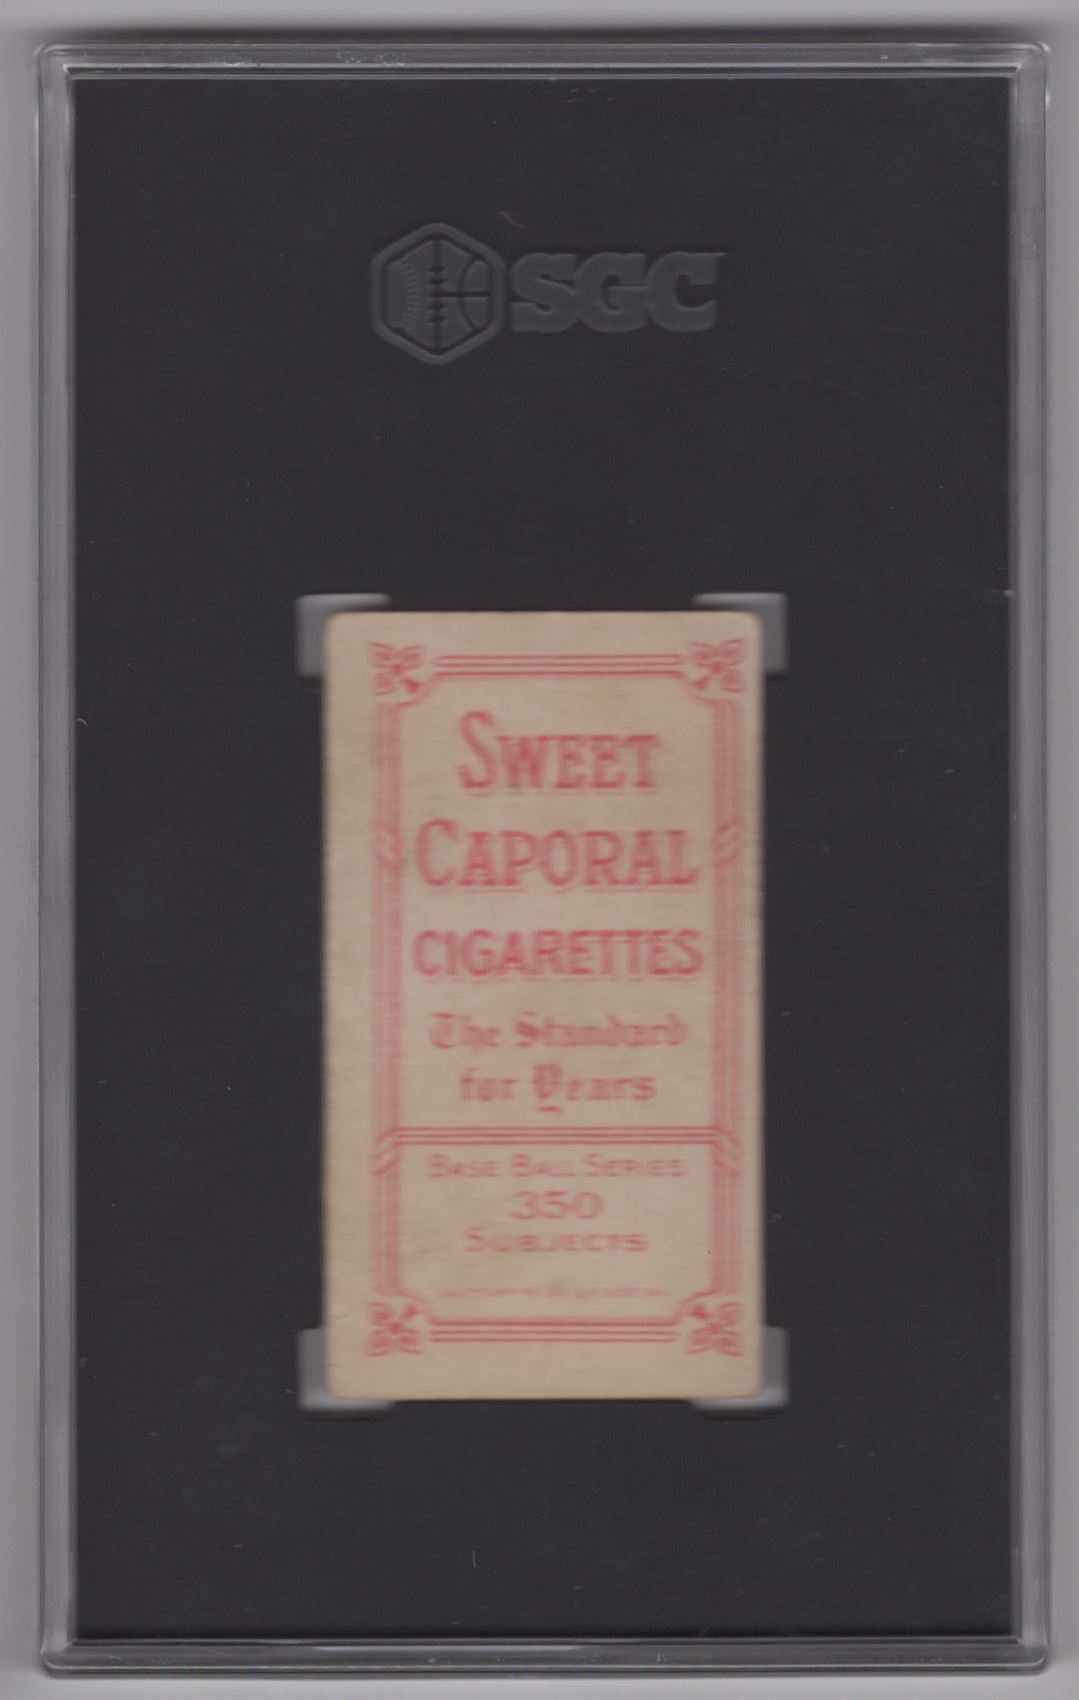 SGC
SWEET
CAPORAL
CIGARETTES
The Standard
for Years
BASE BALL SERIES
350
SUBJECTS